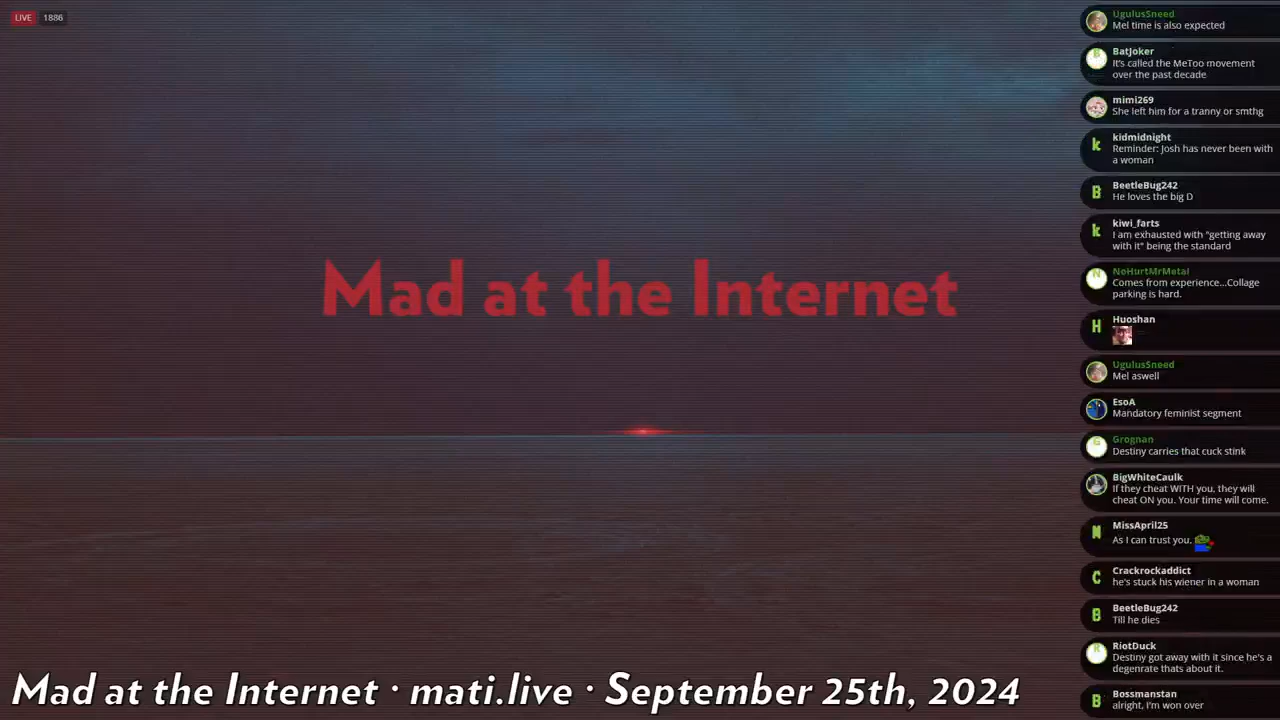 LIVE 1886
UgulusSneed
Mel time is also expected
BatJoker
It's called the MeToo movement
over the past decade
mimi269
She left him for a tranny or smthg
kidmidnight
Reminder: Josh has never been with
a woman
BeetleBug242
He loves the big D
kiwi_farts
I am exhausted with "getting away
with it" being the standard
NoHurtMrMetal
Comes from experience...Collage
parking is hard.
Huoshan
UgulusSneed
Mel aswell
EsoA
Mandatory feminist segment
Grognan
Destiny carries that cuck stink
BigWhiteCaulk
If they cheat WITH you, they will
cheat ON you. Your time will come.
MissApril25
As I can trust you,
Crackrockaddict
he's stuck his wiener in a woman
BeetleBug242
Till he dies
RiotDuck
Destiny got away with it since he's a
degenrate thats about it.
Bossmanstan
alright, I'm won over
Mad at the Internet
Mad at the Internet · mati.live · September 25th, 2024